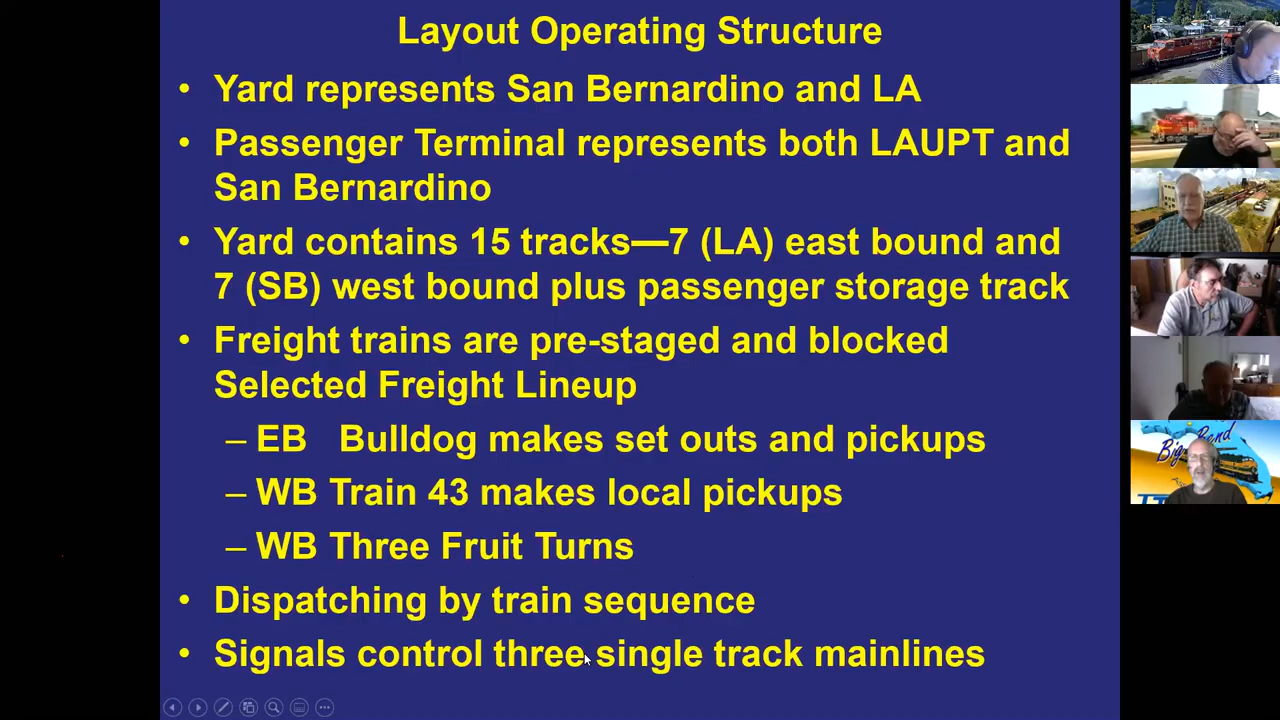 Layout Operating Structure
• Yard represents San Bernardino and LA
• Passenger Terminal represents both LAUPT and
San Bernardino
• Yard contains 15 tracks—7 (LA) east bound and
7 (SB) west bound plus passenger storage track
• Freight trains are pre-staged and blocked
Selected Freight Lineup
– EB   Bulldog makes set outs and pickups
– WB Train 43 makes local pickups
– WB Three Fruit Turns
• Dispatching by train sequence
• Signals control three single track mainlines
Bend